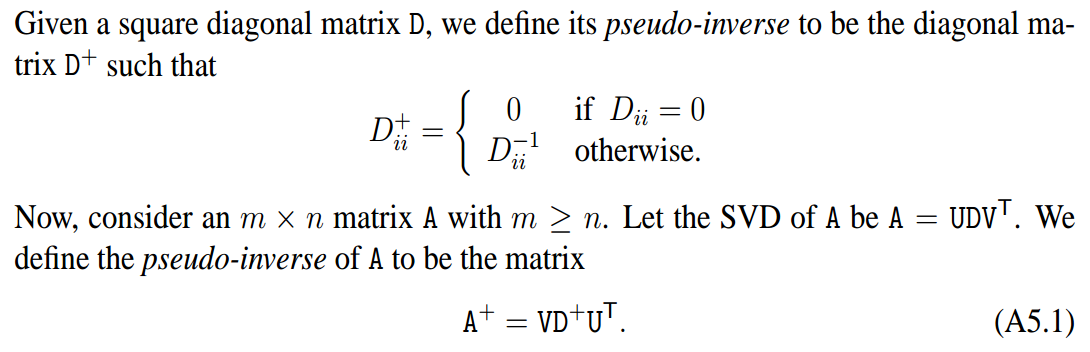 Given a square diagonal matrix D, we define its pseudo-inverse to be the diagonal ma-
trix D⁺ such that
D⁺ᵢᵢ = { 0 if Dᵢᵢ = 0
D⁻¹ᵢᵢ otherwise.
Now, consider an m × n matrix A with m ≥ n. Let the SVD of A be A = UDVᵀ. We
define the pseudo-inverse of A to be the matrix
A⁺ = VD⁺Uᵀ. (A5.1)